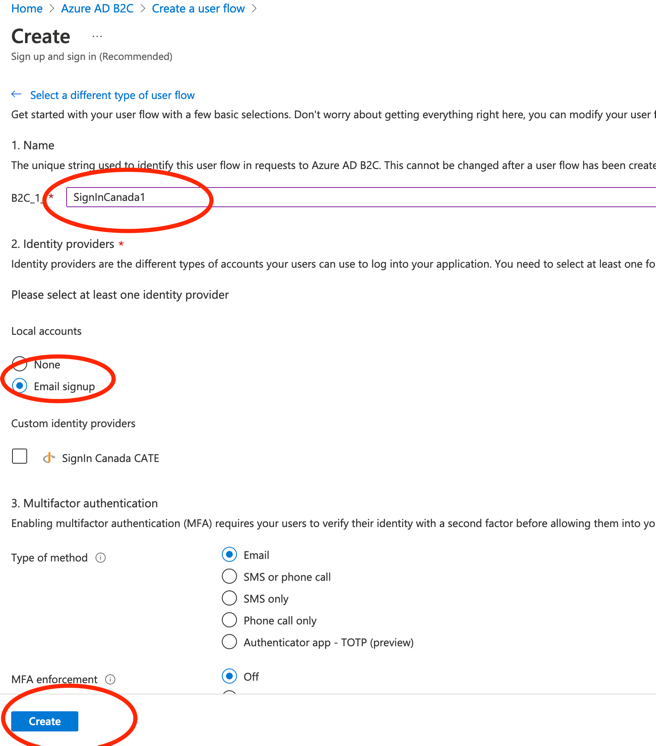 Home > Azure AD B2C > Create a user flow >
Create ...
Sign up and sign in (Recommended)
← Select a different type of user flow
Get started with your user flow with a few basic selections. Don't worry about getting everything right here, you can modify your user f
1. Name
The unique string used to identify this user flow in requests to Azure AD B2C. This cannot be changed after a user flow has been create
B2C_1_ * SignInCanada1
2. Identity providers *
Identity providers are the different types of accounts your users can use to log into your application. You need to select at least one fo
Please select at least one identity provider
Local accounts
None
Email signup
Custom identity providers
SignIn Canada CATE
3. Multifactor authentication
Enabling multifactor authentication (MFA) requires your users to verify their identity with a second factor before allowing them into yo
Type of method
Email
SMS or phone call
SMS only
Phone call only
Authenticator app - TOTP (preview)
MFA enforcement
Off
Create